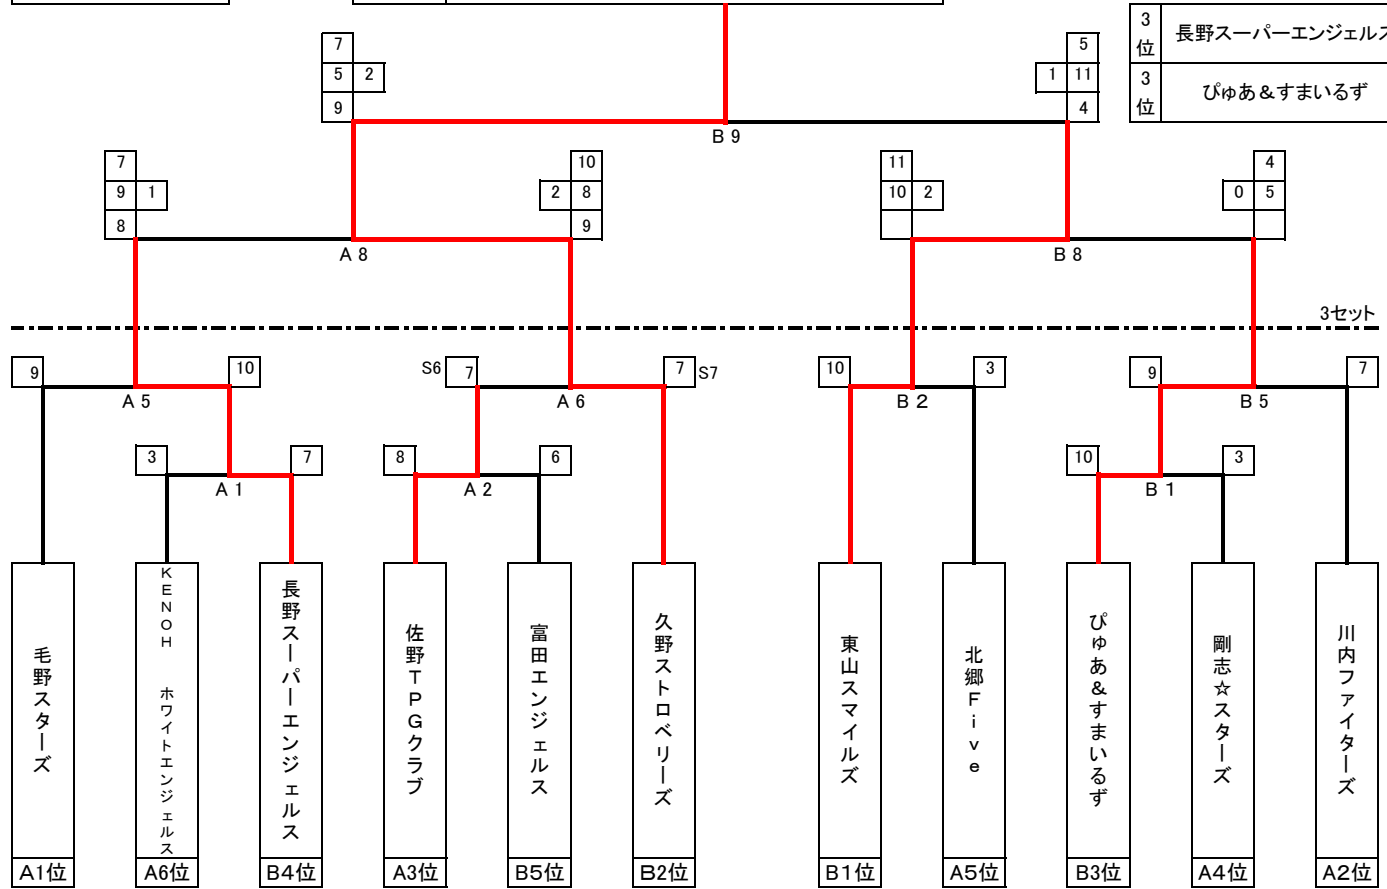 3位 長野スーパーエンジェルス
3位 ぴゅあ&すまいるず
7 5
5 2 1 11
9 4
B 9
7 10 11 4
9 1 2 8 10 2 0 5
8 9
A 8 B 8
3セット
9 10 S6 7 7 S7 10 3 9 7
A 5 A 6 B 2 B 5
3 7 8 6 10 3
A 1 A 2 B 1
毛野スターズ
KENOH ホワイトエンジェルス
長野スーパーエンジェルス
佐野TPGクラブ
富田エンジェルス
久野ストロベリーズ
東山スマイルズ
北郷Five
ぴゅあ&すまいるず
剛志☆スターズ
川内ファイターズ
A1位 A6位 B4位 A3位 B5位 B2位 B1位 A5位 B3位 A4位 A2位